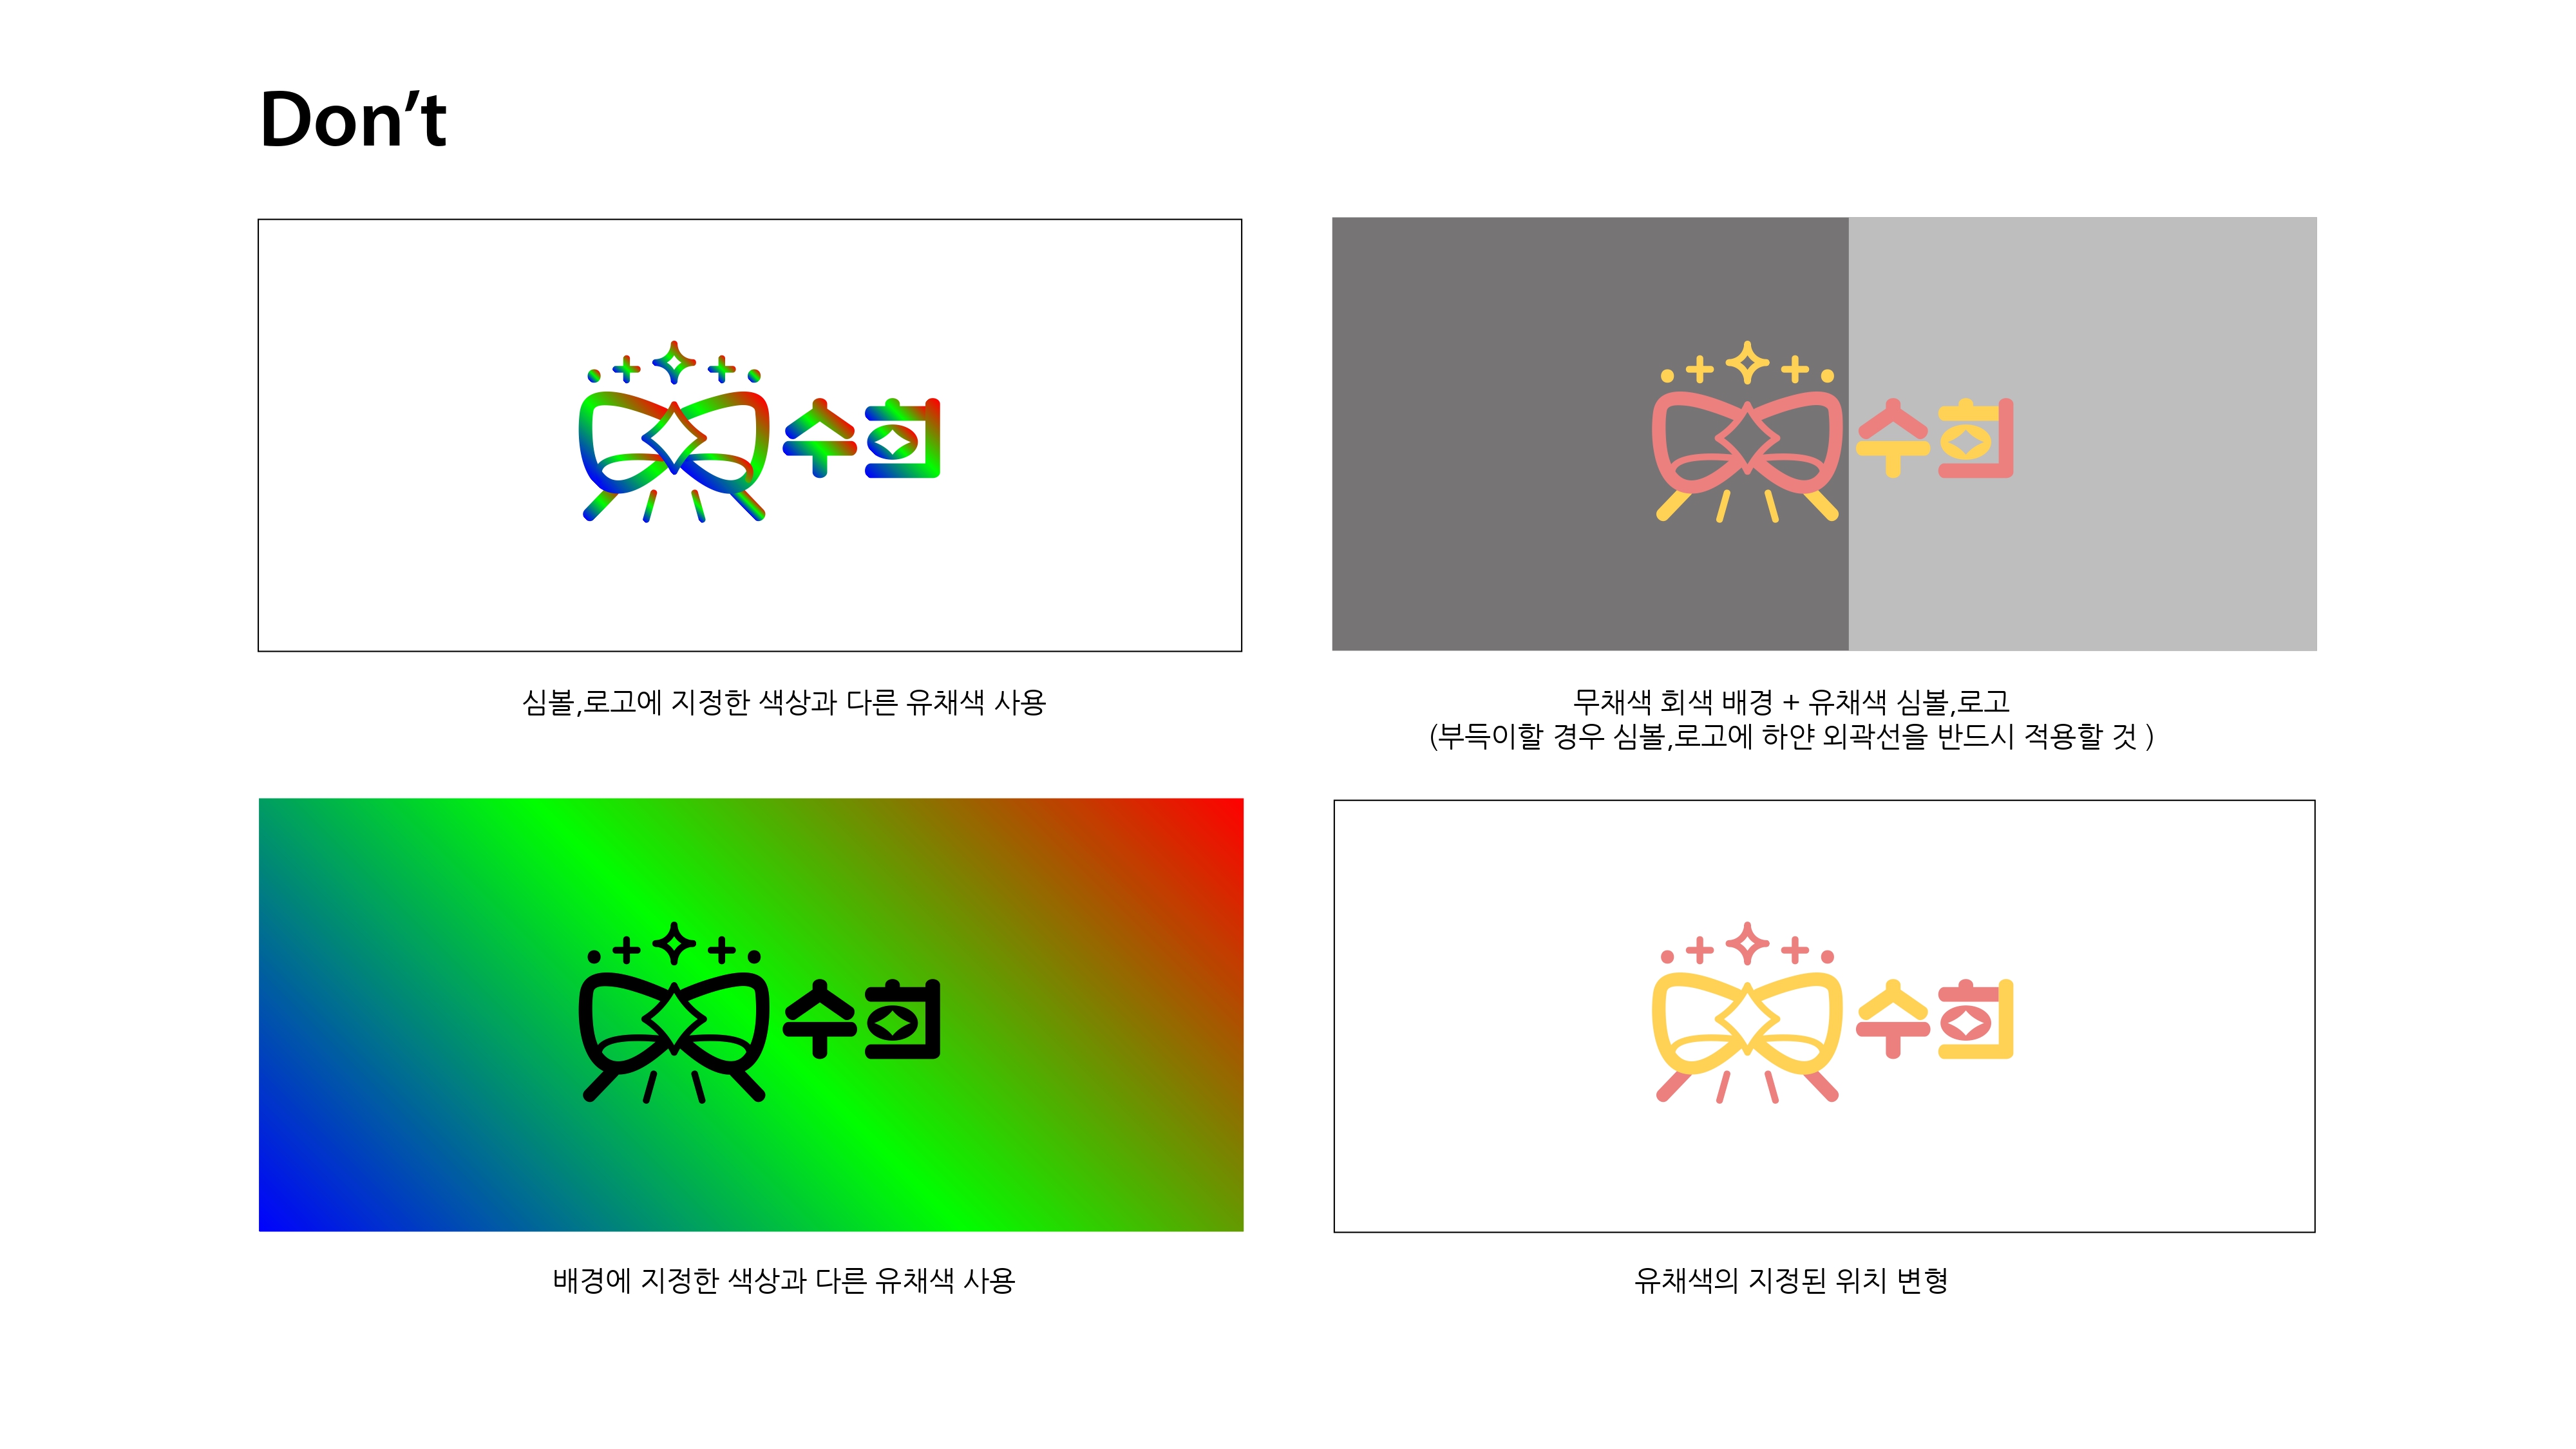 Don’t
수희
수희
심볼,로고에 지정한 색상과 다른 유채색 사용
무채색 회색 배경 + 유채색 심볼,로고
(부득이할 경우 심볼,로고에 하얀 외곽선을 반드시 적용할 것 )
수희
수희
배경에 지정한 색상과 다른 유채색 사용
유채색의 지정된 위치 변형